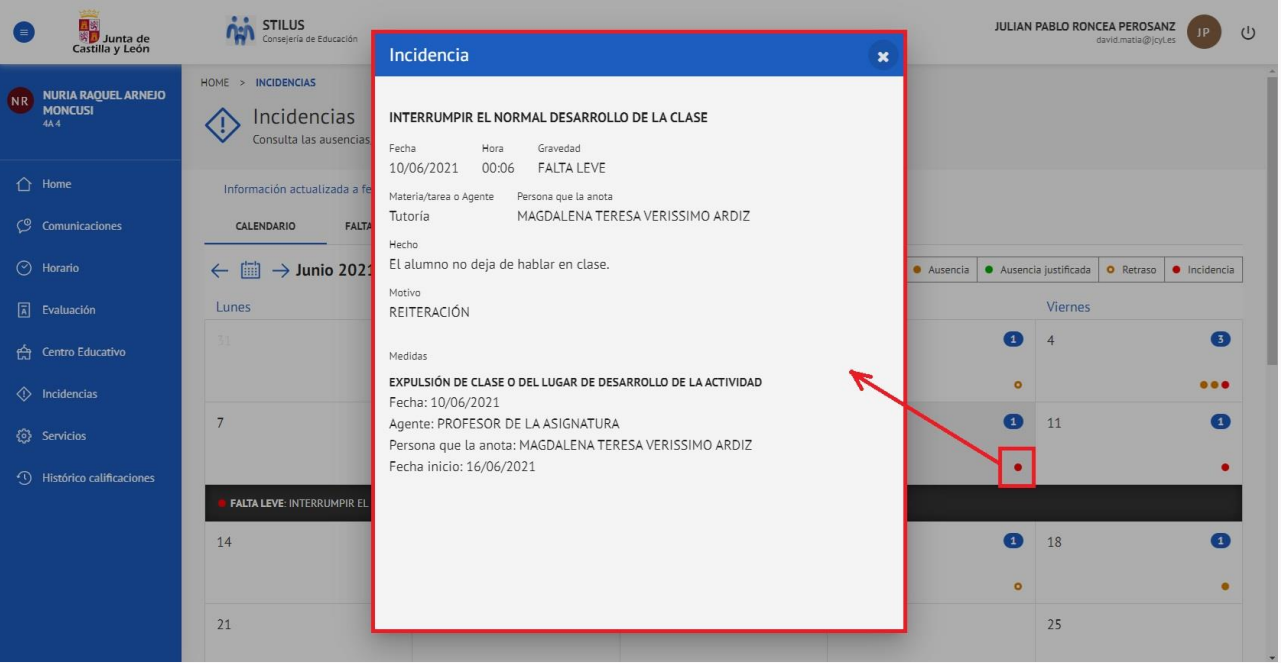 Junta de
Castilla y León
STILUS
Consejería de Educación
JULIAN PABLO RONCEA PEROSANZ
david.matia@jcyl.es
JP
NR
NURIA RAQUEL ARNEJO
MONCUSI
4A 4
Home
Comunicaciones
Horario
Evaluación
Centro Educativo
Incidencias
Servicios
Histórico calificaciones
HOME > INCIDENCIAS
Incidencias
Consulta las ausencias
Información actualizada a fe
CALENDARIO FALTA
Junio 2021
Ausencia Ausencia justificada Retraso Incidencia
Lunes Viernes
31 1 4 3
7 1 11 1
FALTA LEVE: INTERRUMPIR EL
14 1 18 1
21 25
Incidencia
INTERRUMPIR EL NORMAL DESARROLLO DE LA CLASE
Fecha Hora Gravedad
10/06/2021 00:06 FALTA LEVE
Materia/tarea o Agente Persona que la anota
Tutoría MAGDALENA TERESA VERISSIMO ARDIZ
Hecho
El alumno no deja de hablar en clase.
Motivo
REITERACIÓN
Medidas
EXPULSIÓN DE CLASE O DEL LUGAR DE DESARROLLO DE LA ACTIVIDAD
Fecha: 10/06/2021
Agente: PROFESOR DE LA ASIGNATURA
Persona que la anota: MAGDALENA TERESA VERISSIMO ARDIZ
Fecha inicio: 16/06/2021